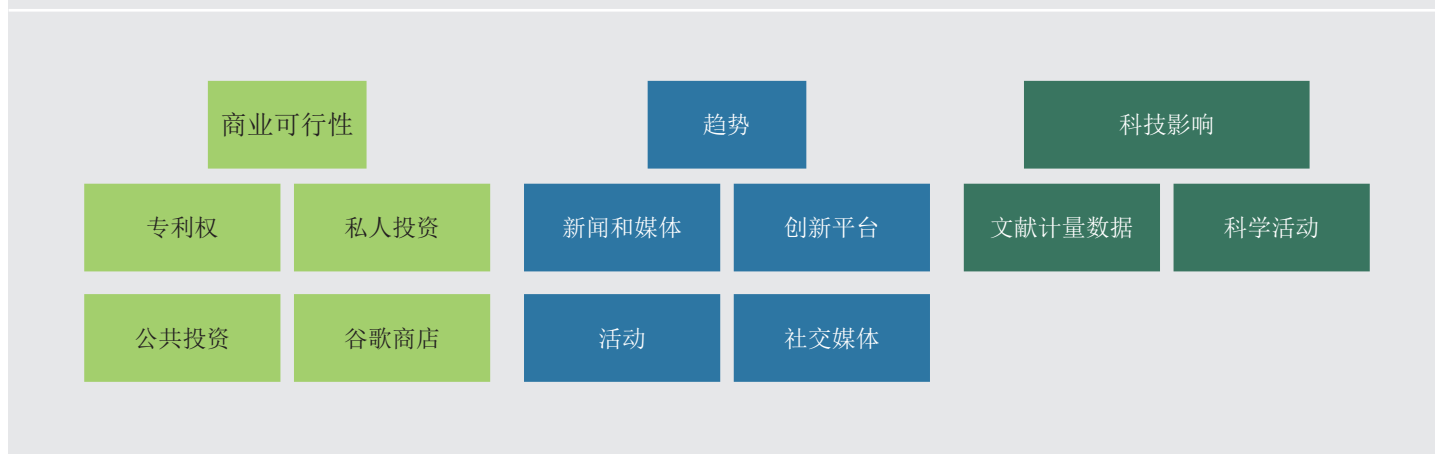 商业可行性
趋势
科技影响
专利权
私人投资
新闻和媒体
创新平台
文献计量数据
科学活动
公共投资
谷歌商店
活动
社交媒体